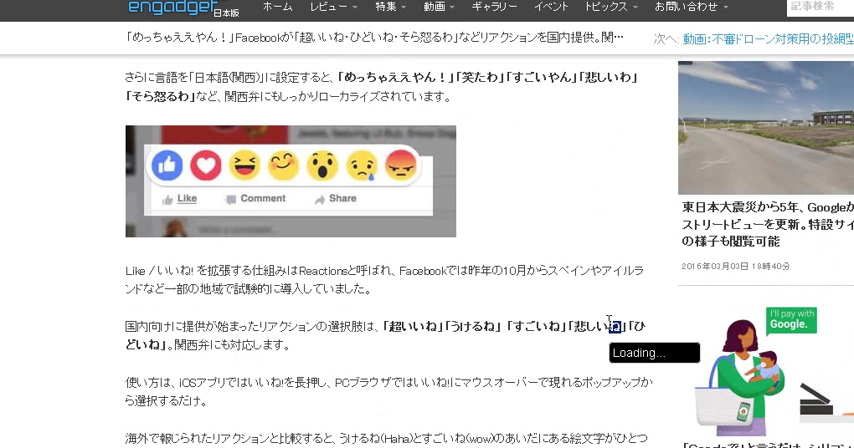 engadget 日本版
ホーム レビュー 特集 動画 ギャラリー イベント トピックス お問い合わせ 記事検索
「めっちゃええやん！」Facebookが「超いいね・ひどいね・そら怒るわ」などリアクションを国内提供。関… 次へ: 動画：不審ドローン対策用の投網型
さらに言語を「日本語(関西)」に設定すると、「めっちゃええやん！」「笑たわ」「すごいやん」「悲しいわ」
「そら怒るわ」など、関西弁にもしっかりローカライズされています。
Like Comment Share
Write a comment...
Like / いいね! を拡張する仕組みはReactionsと呼ばれ、Facebookでは昨年の10月からスペインやアイルラ
ンドなど一部の地域で試験的に導入していました。
国内向けに提供が始まったリアクションの選択肢は、「超いいね」「うけるね」「すごいね」「悲しいね」「ひ
どいね」。関西弁にも対応します。
Loading...
使い方は、iOSアプリではいいね!を長押し、PCブラウザではいいね!にマウスオーバーで現れるポップアップか
ら選択するだけ。
海外で報じられたリアクションと比較すると、うけるね(Haha)とすごいね(wow)のあいだにある絵文字がひとつ
東日本大震災から5年、Googleが
ストリートビューを更新。特設サイ
の様子も閲覧可能
2016年03月03日 18時40分
I'll pay with
Google.